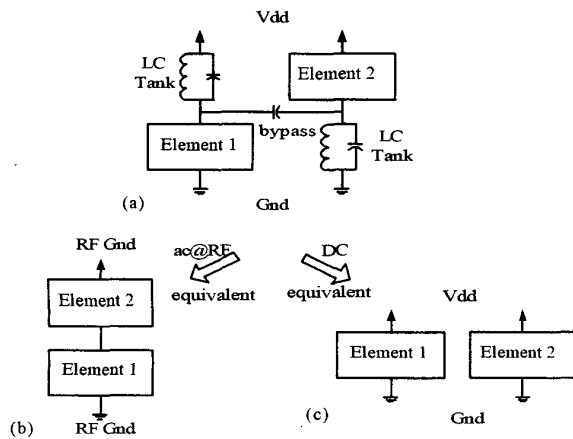 Vdd
LC
Tank
Element 2
bypass
Element 1
LC
Tank
(a)
Gnd
RF Gnd
ac@RF
DC
equivalent
equivalent
Element 2
Vdd
Element 1
Element 1
Element 2
(b)
RF Gnd
(c)
Gnd